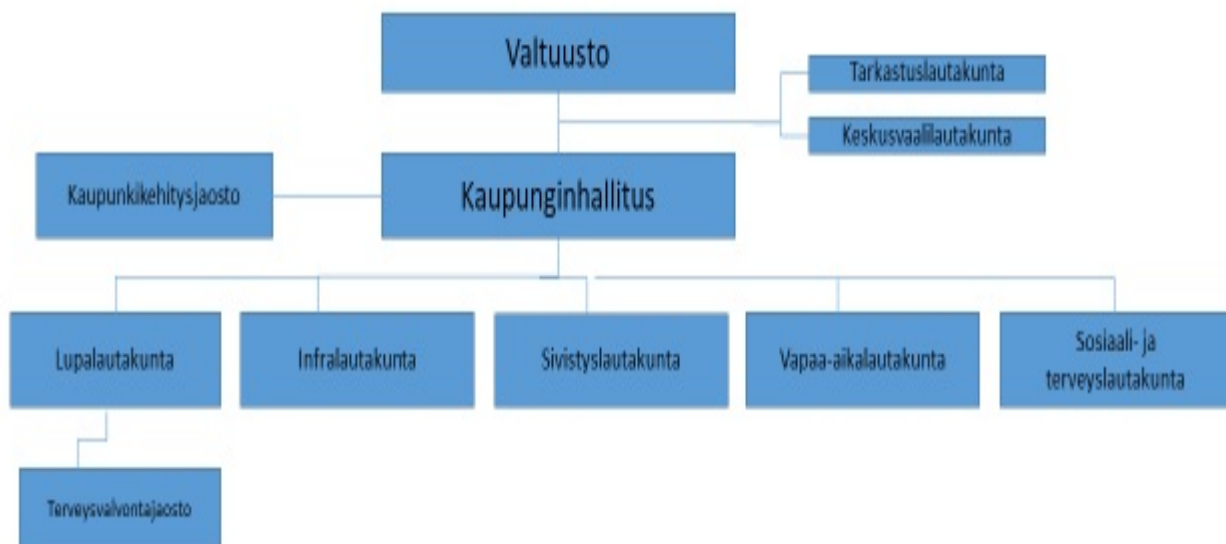 Valtuusto
Tarkastuslautakunta
Keskusvaalilautakunta
Kaupunkikehitysjaosto
Kaupunginhallitus
Lupalautakunta
Infralautakunta
Sivistyslautakunta
Vapaa-aikalautakunta
Sosiaali- ja
terveyslautakunta
Terveysvalvontajaosto